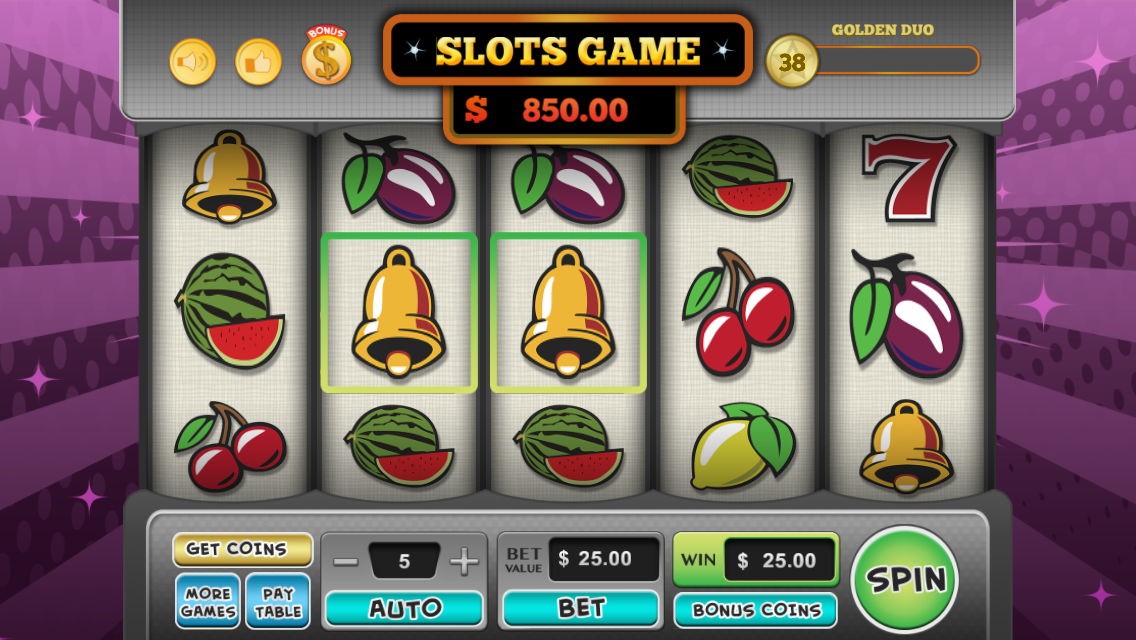 BONUS
$
SLOTS GAME
GOLDEN DUO
38
$ 850.00
7
GET COINS
MORE
GAMES
PAY
TABLE
5
AUTO
BET
VALUE
$ 25.00
BET
WIN
$ 25.00
BONUS COINS
SPIN